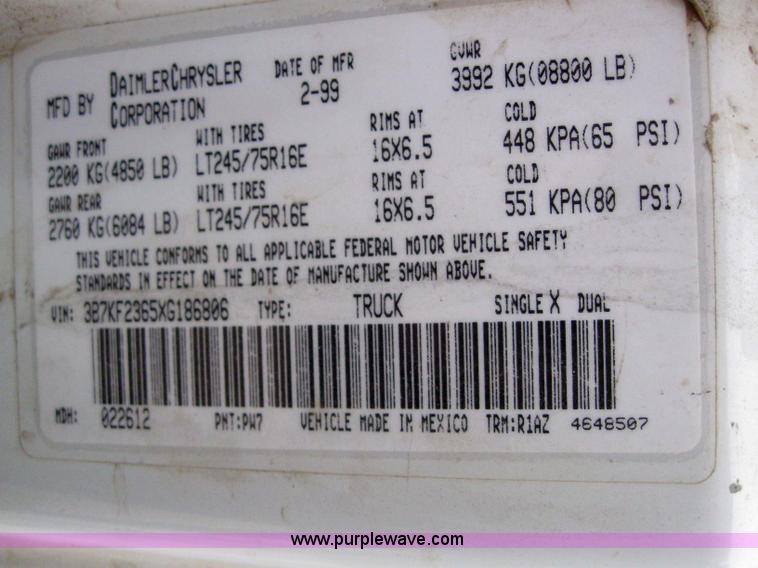 MFD BY DAIMLERCHRYSLER CORPORATION DATE OF MFR 2-99 GVWR 3992 KG(08800 LB)
GAWR FRONT WITH TIRES RIMS AT COLD
2200 KG(4850 LB) LT245/75R16E 16X6.5 448 KPA(65 PSI)
GAWR REAR WITH TIRES RIMS AT COLD
2760 KG(6084 LB) LT245/75R16E 16X6.5 551 KPA(80 PSI)
THIS VEHICLE CONFORMS TO ALL APPLICABLE FEDERAL MOTOR VEHICLE SAFETY
STANDARDS IN EFFECT ON THE DATE OF MANUFACTURE SHOWN ABOVE.
VIN: 3B7KF2365XG186806 TYPE: TRUCK SINGLE X DUAL
MDH: 022612 PNT:PW7 VEHICLE MADE IN MEXICO TRM:R1AZ 4648507
www.purplewave.com